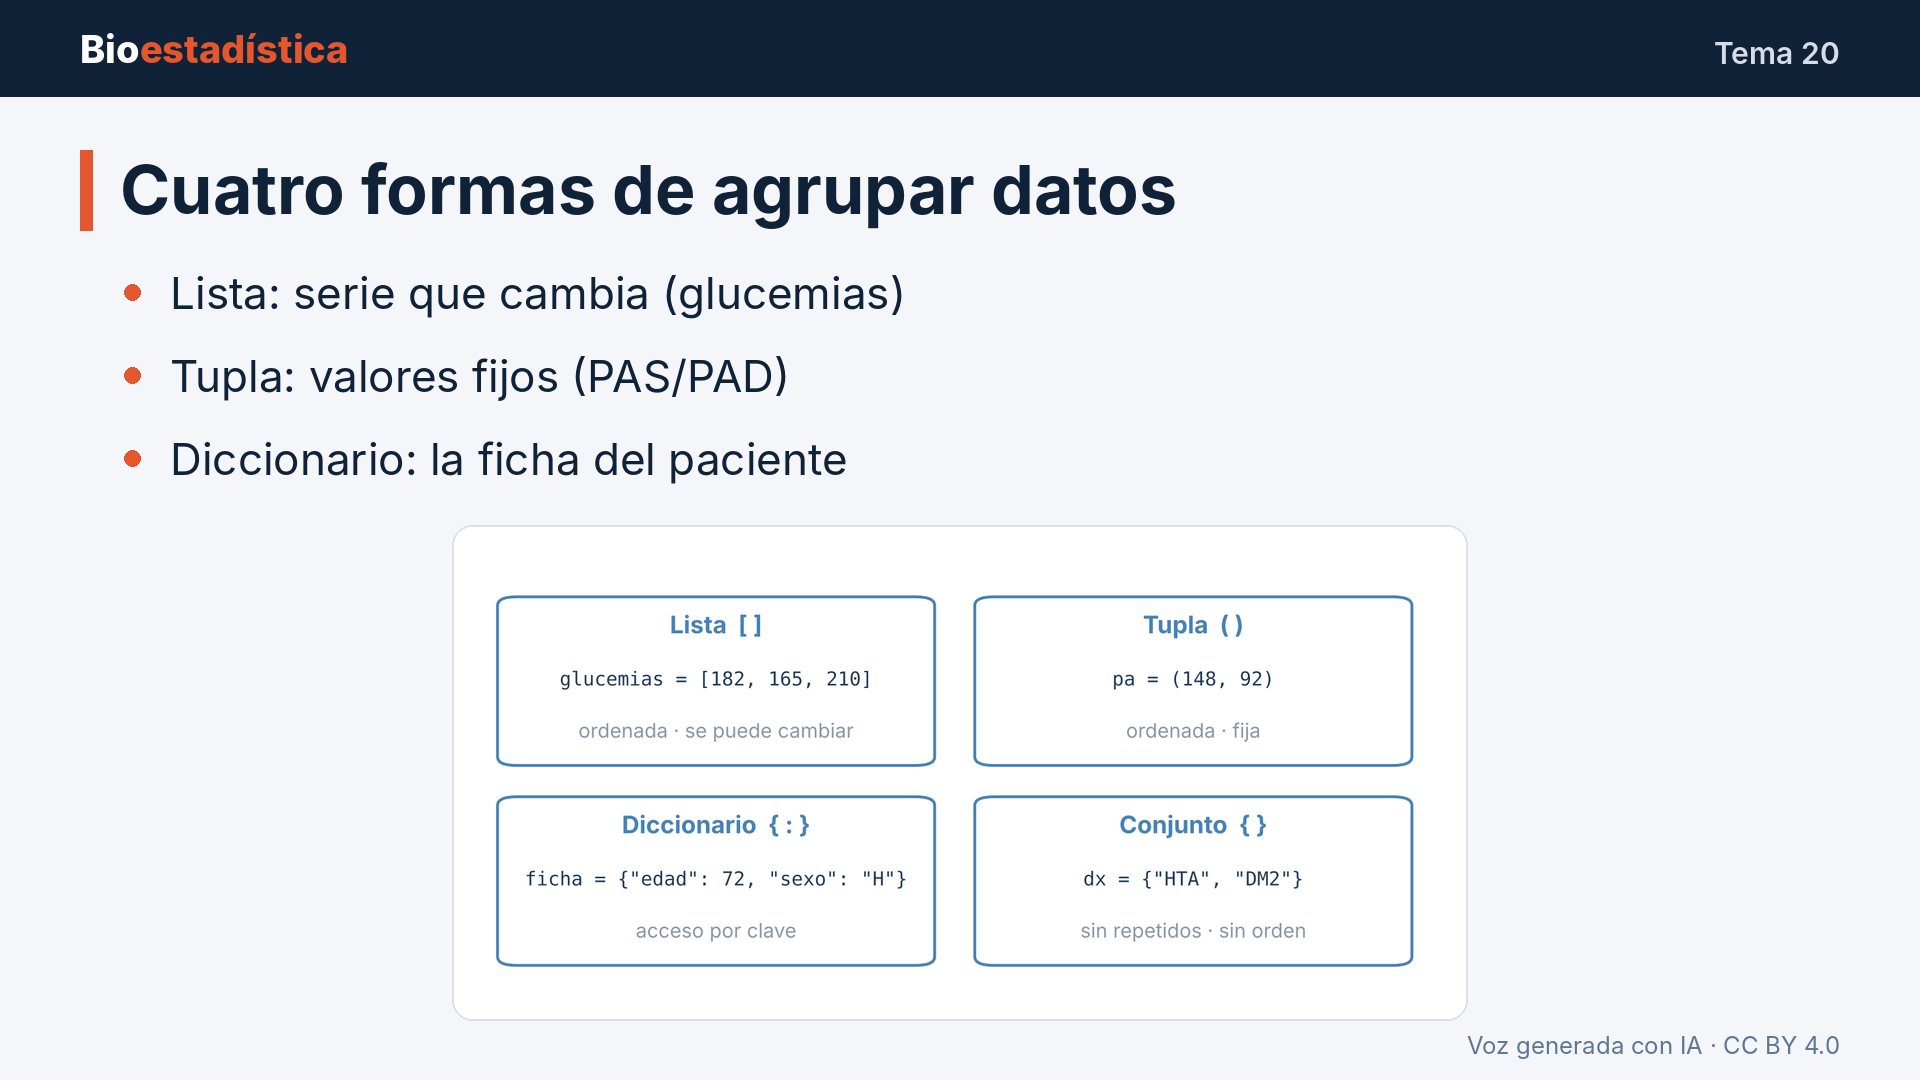 Bioestadística
Tema 20
Cuatro formas de agrupar datos
Lista: serie que cambia (glucemias)
Tupla: valores fijos (PAS/PAD)
Diccionario: la ficha del paciente
Lista [ ]
glucemias = [182, 165, 210]
ordenada · se puede cambiar
Tupla ( )
pa = (148, 92)
ordenada · fija
Diccionario { : }
ficha = {"edad": 72, "sexo": "H"}
acceso por clave
Conjunto { }
dx = {"HTA", "DM2"}
sin repetidos · sin orden
Voz generada con IA · CC BY 4.0